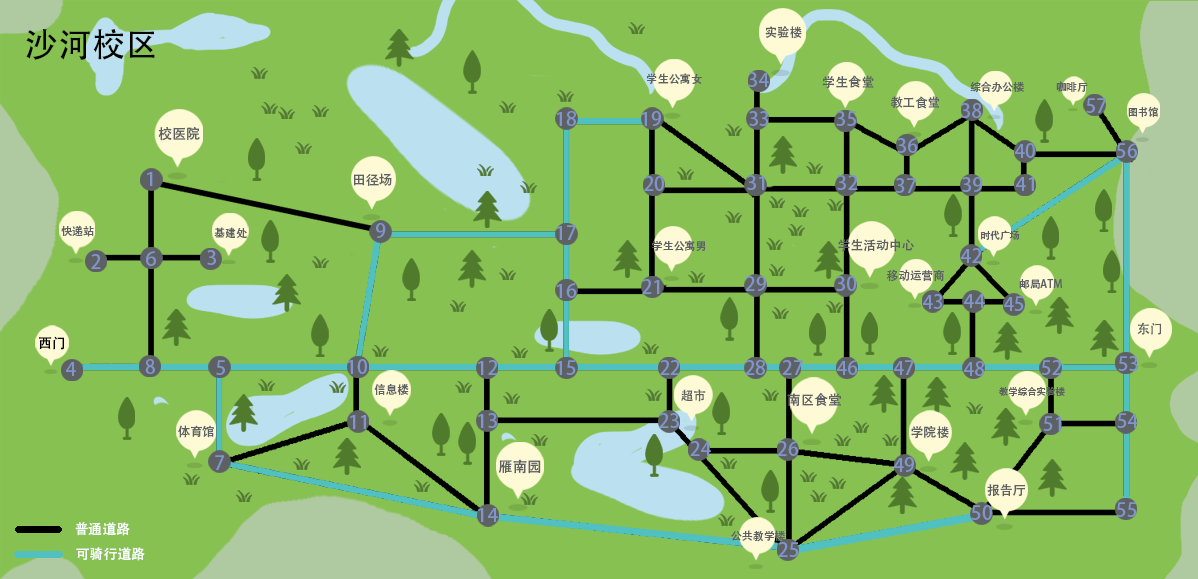 沙河校区
实验楼
34
学生公寓女
学生食堂
综合办公楼
咖啡厅
教工食堂
57
图书馆
18
19
33
35
38
校医院
36
40
56
田径场
1
20
31
32
37
39
41
快递站
基建处
9
17
学生公寓男
学生活动中心
时代广场
2
6
3
42
移动运营商
邮局ATM
16
21
29
30
43
44
45
西门
东门
4
8
5
10
12
15
22
28
27
46
47
48
52
53
信息楼
超市
南区食堂
教学综合实验楼
体育馆
11
13
23
学院楼
51
54
7
雁南园
24
26
49
报告厅
14
50
55
普通道路
公共教学楼
25
可骑行道路